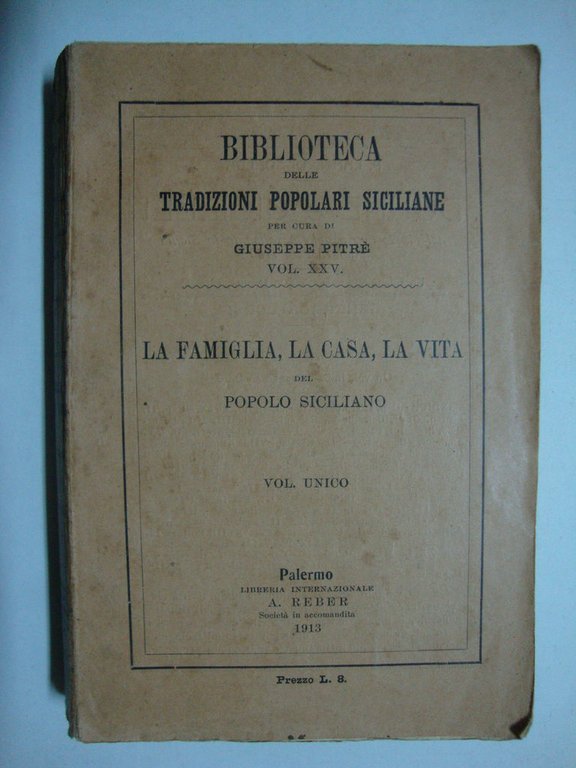 BIBLIOTECA
DELLE
TRADIZIONI POPOLARI SICILIANE
PER CURA DI
GIUSEPPE PITRÈ
VOL. XXV.
LA FAMIGLIA, LA CASA, LA VITA
DEL
POPOLO SICILIANO
VOL. UNICO
Palermo
LIBRERIA INTERNAZIONALE
A. REBER
Società in accomandita
1913
Prezzo L. 8.